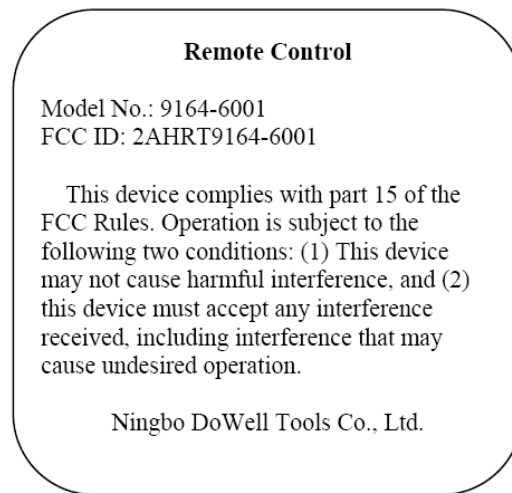 Remote Control
Model No.: 9164-6001
FCC ID: 2AHRT9164-6001
This device complies with part 15 of the
FCC Rules. Operation is subject to the
following two conditions: (1) This device
may not cause harmful interference, and (2)
this device must accept any interference
received, including interference that may
cause undesired operation.
Ningbo DoWell Tools Co., Ltd.